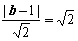 |b−1|/√2 = √2